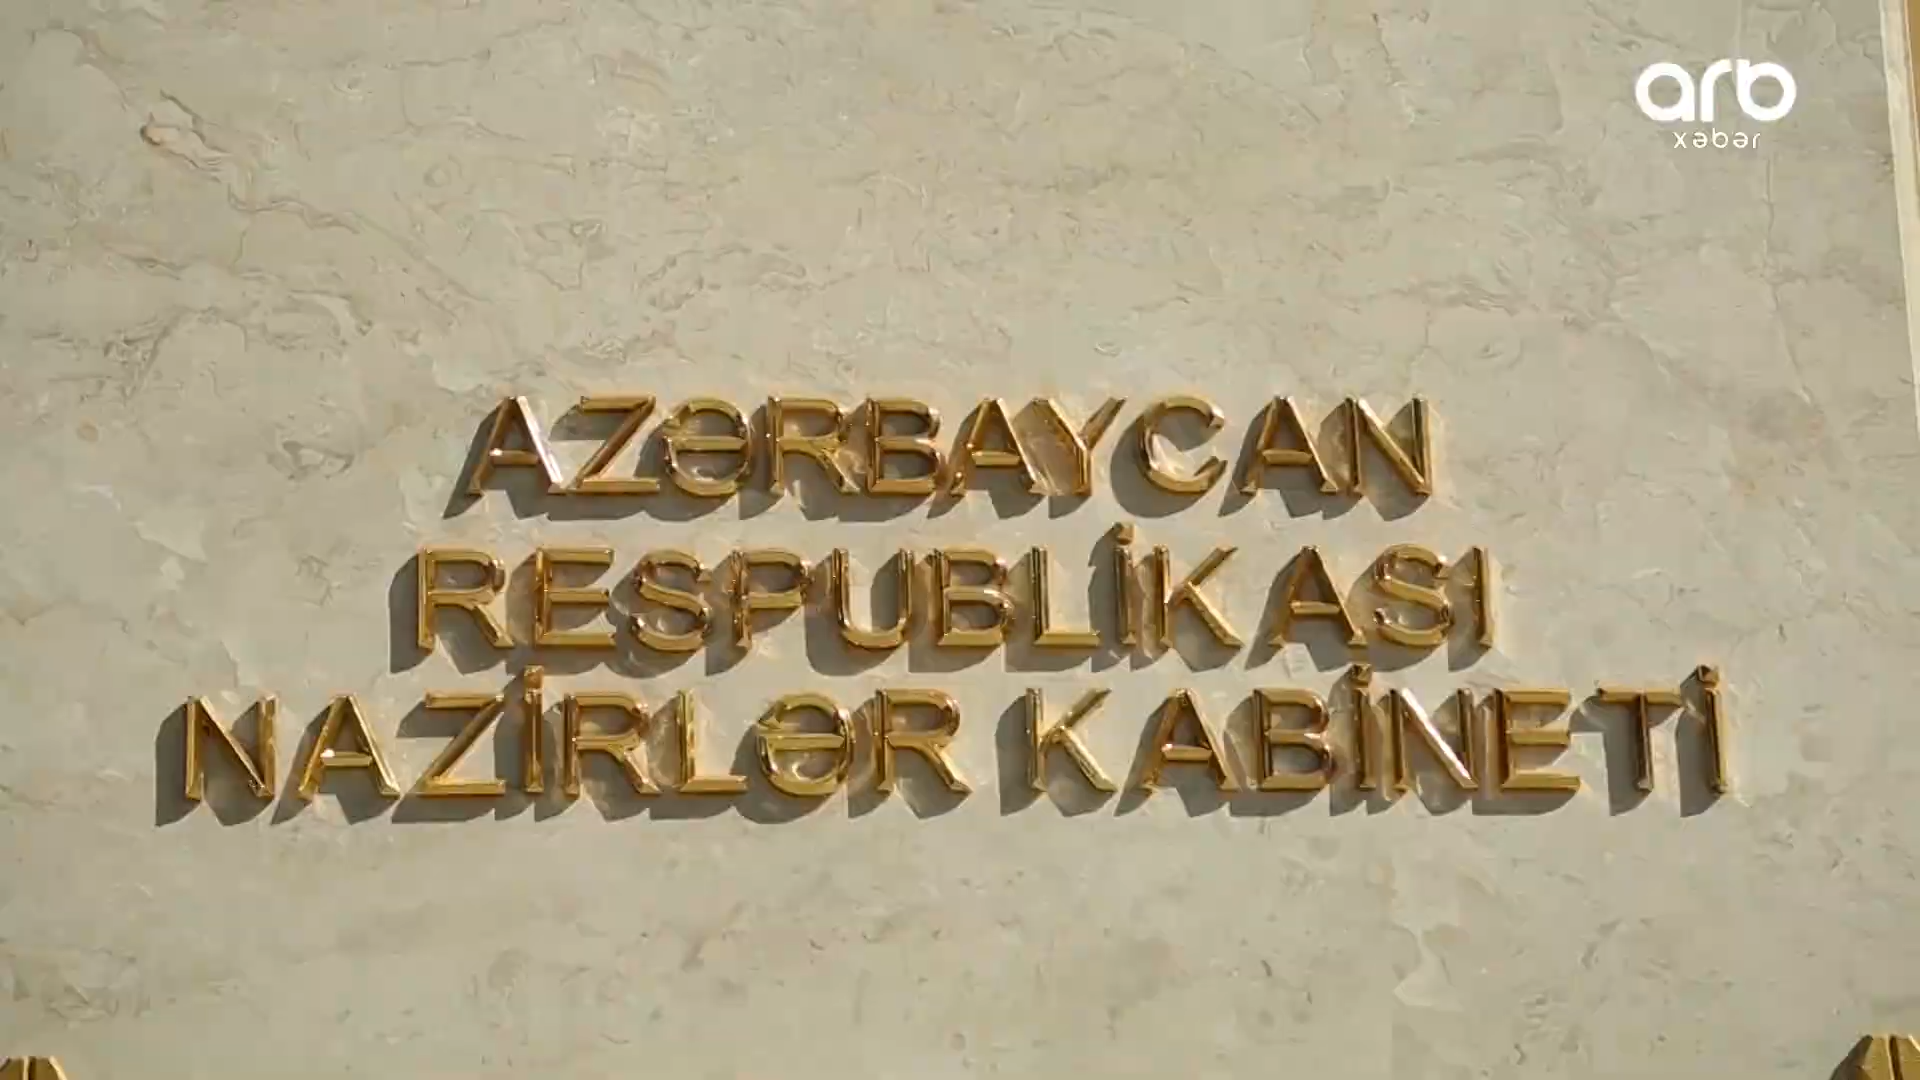 arb
xəbər
AZƏRBAYCAN
RESPUBLİKASI
NAZİRLƏR KABİNETİ